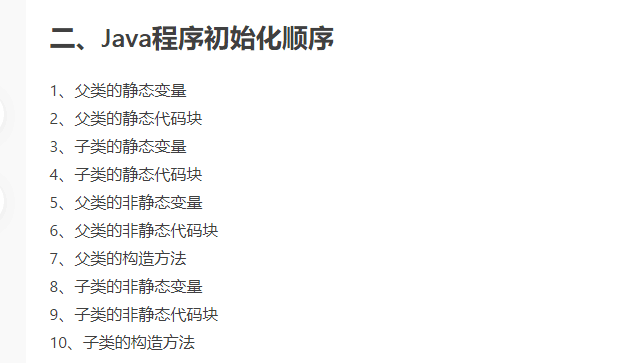 二、Java程序初始化顺序
1、父类的静态变量
2、父类的静态代码块
3、子类的静态变量
4、子类的静态代码块
5、父类的非静态变量
6、父类的非静态代码块
7、父类的构造方法
8、子类的非静态变量
9、子类的非静态代码块
10、子类的构造方法